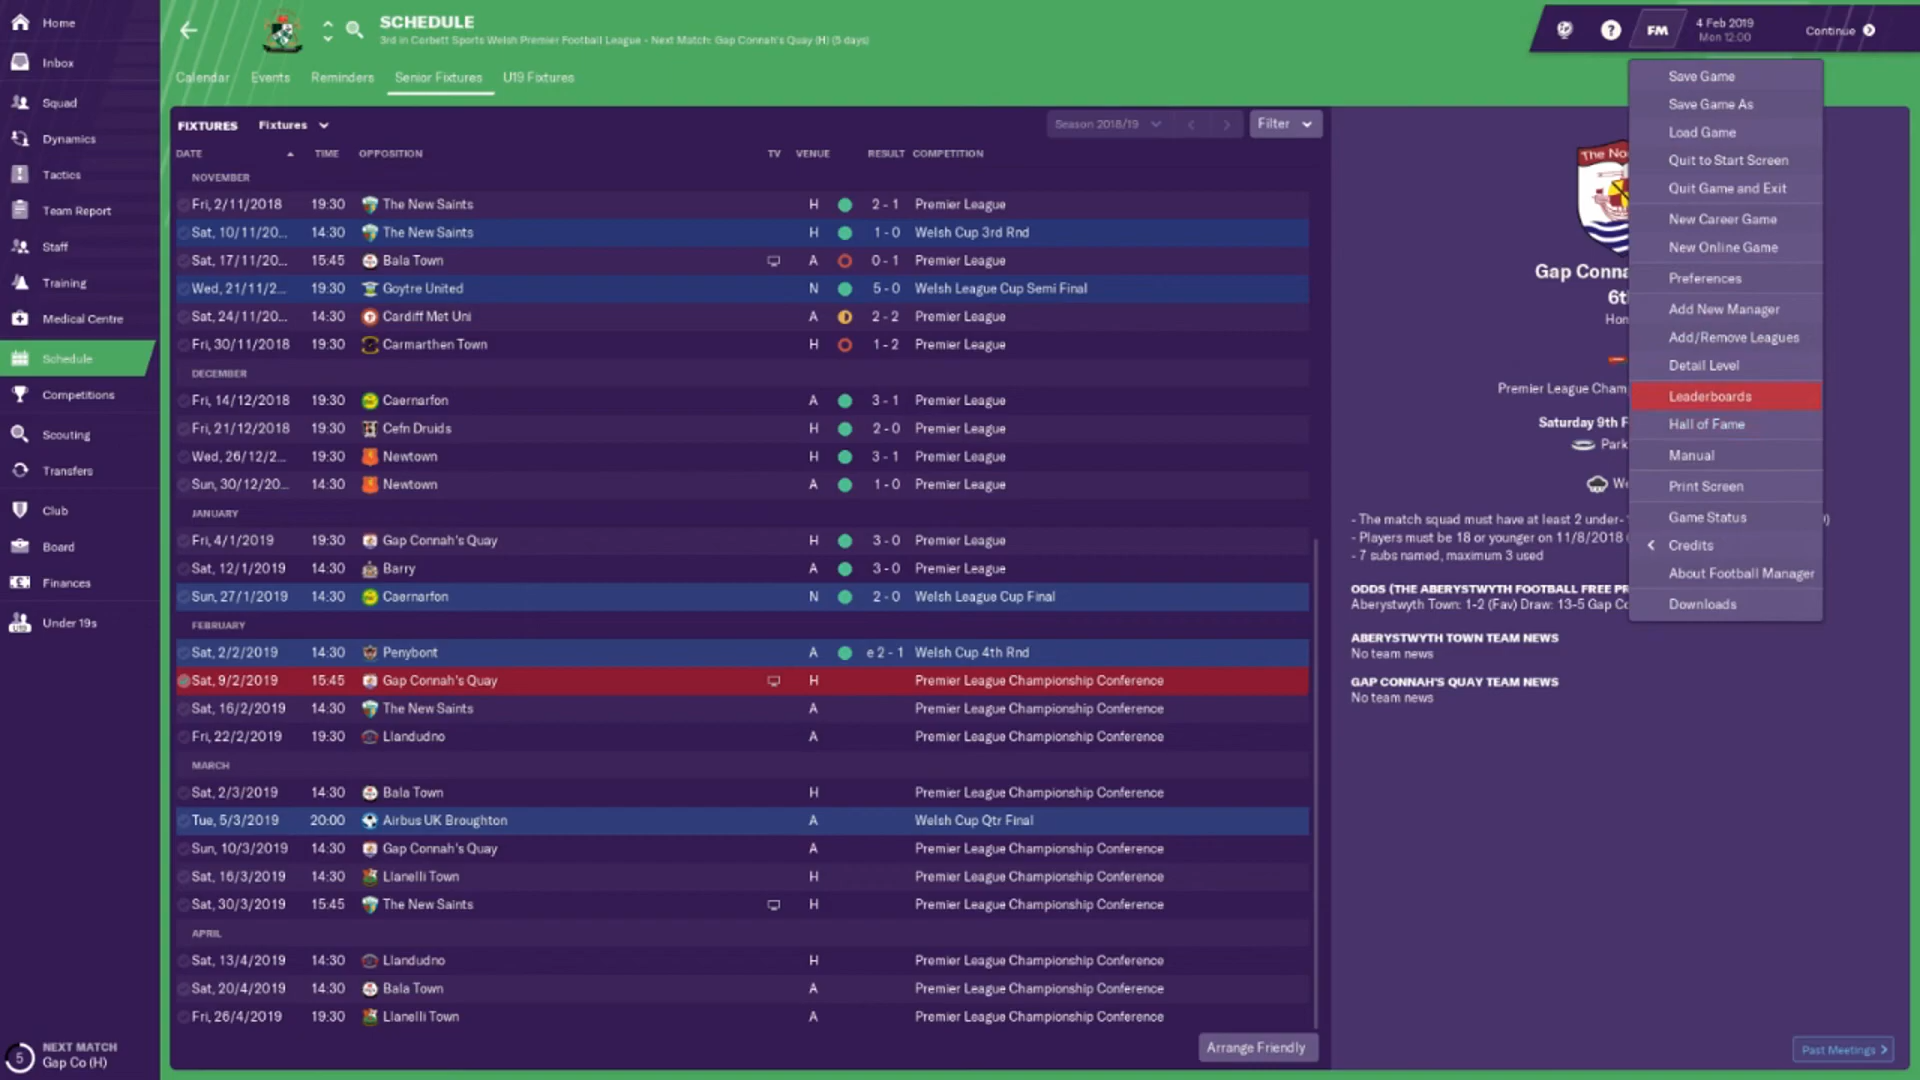 Home
Inbox
Squad
Dynamics
Tactics
Team Report
Staff
Training
Medical Centre
Schedule
Competitions
Scouting
Transfers
Club
Board
Finances
Under 19s
5 NEXT MATCH
Gap Co (H)
SCHEDULE
3rd in Corbett Sports Welsh Premier Football League - Next Match: Gap Connah's Quay (H) (5 days)
Calendar Events Reminders Senior Fixtures U19 Fixtures
? FM 4 Feb 2019
Mon 12:00
Continue
FIXTURES Fixtures Season 2018/19 Filter
DATE TIME OPPOSITION TV VENUE RESULT COMPETITION
NOVEMBER
Fri, 2/11/2018 19:30 The New Saints H 2 - 1 Premier League
Sat, 10/11/20... 14:30 The New Saints H 1 - 0 Welsh Cup 3rd Rnd
Sat, 17/11/20... 15:45 Bala Town A 0 - 1 Premier League
Wed, 21/11/2... 19:30 Goytre United N 5 - 0 Welsh League Cup Semi Final
Sat, 24/11/20... 14:30 Cardiff Met Uni A 2 - 2 Premier League
Fri, 30/11/2018 19:30 Carmarthen Town H 1 - 2 Premier League
DECEMBER
Fri, 14/12/2018 19:30 Caernarfon A 3 - 1 Premier League
Fri, 21/12/2018 19:30 Cefn Druids H 2 - 0 Premier League
Wed, 26/12/2... 19:30 Newtown H 3 - 1 Premier League
Sun, 30/12/20... 14:30 Newtown A 1 - 0 Premier League
JANUARY
Fri, 4/1/2019 19:30 Gap Connah's Quay H 3 - 0 Premier League
Sat, 12/1/2019 14:30 Barry A 3 - 0 Premier League
Sun, 27/1/2019 14:30 Caernarfon N 2 - 0 Welsh League Cup Final
FEBRUARY
Sat, 2/2/2019 14:30 Penybont A e 2 - 1 Welsh Cup 4th Rnd
Sat, 9/2/2019 15:45 Gap Connah's Quay H Premier League Championship Conference
Sat, 16/2/2019 14:30 The New Saints A Premier League Championship Conference
Fri, 22/2/2019 19:30 Llandudno A Premier League Championship Conference
MARCH
Sat, 2/3/2019 14:30 Bala Town H Premier League Championship Conference
Tue, 5/3/2019 20:00 Airbus UK Broughton A Welsh Cup Qtr Final
Sun, 10/3/2019 14:30 Gap Connah's Quay A Premier League Championship Conference
Sat, 16/3/2019 14:30 Llanelli Town H Premier League Championship Conference
Sat, 30/3/2019 15:45 The New Saints H Premier League Championship Conference
APRIL
Sat, 13/4/2019 14:30 Llandudno H Premier League Championship Conference
Sat, 20/4/2019 14:30 Bala Town A Premier League Championship Conference
Fri, 26/4/2019 19:30 Llanelli Town A Premier League Championship Conference
Arrange Friendly
The No
Gap Conna
6t
Hon
Premier League Cham
Saturday 9th F
Park
We
- The match squad must have at least 2 under-
- Players must be 18 or younger on 11/8/2018
- 7 subs named, maximum 3 used
ODDS (THE ABERYSTWYTH FOOTBALL FREE PR
Aberystwyth Town: 1-2 (Fav) Draw: 13-5 Gap Co
ABERYSTWYTH TOWN TEAM NEWS
No team news
GAP CONNAH'S QUAY TEAM NEWS
No team news
Past Meetings
Save Game
Save Game As
Load Game
Quit to Start Screen
Quit Game and Exit
New Career Game
New Online Game
Preferences
Add New Manager
Add/Remove Leagues
Detail Level
Leaderboards
Hall of Fame
Manual
Print Screen
Game Status
Credits
About Football Manager
Downloads